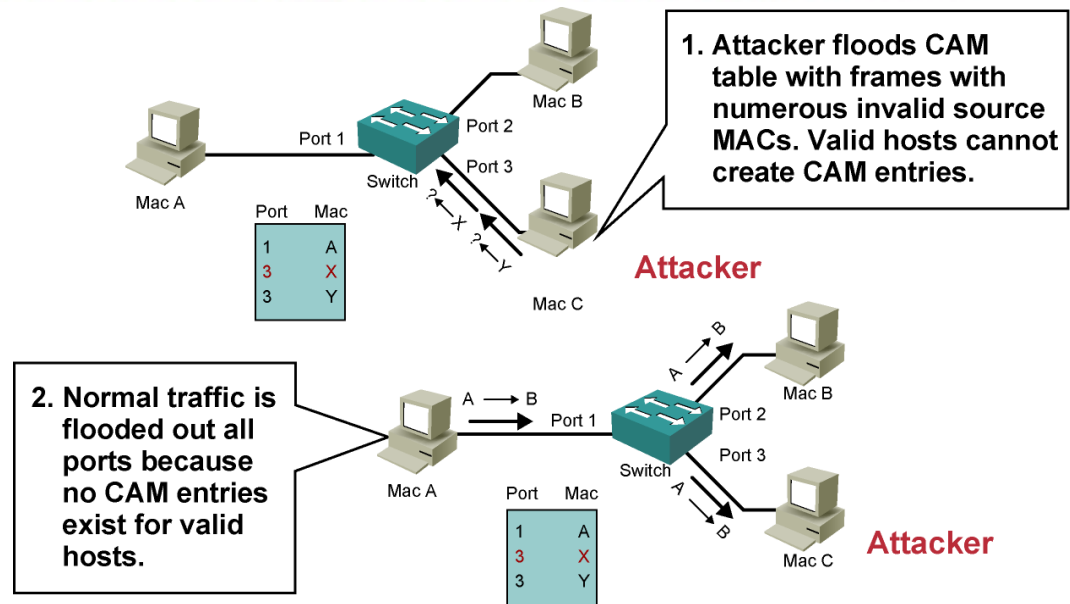 1. Attacker floods CAM
table with frames with
numerous invalid source
MACs. Valid hosts cannot
create CAM entries.
Mac B
Port 1
Port 2
Port 3
Switch
Mac A
Port Mac
1 A
3 X
3 Y
? ← X
? ← Y
Attacker
Mac C
2. Normal traffic is
flooded out all
ports because
no CAM entries
exist for valid
hosts.
A → B
Port 1
A → B
Mac B
Port 2
Port 3
Switch
Mac A
A → B
Port Mac
1 A
3 X
3 Y
Attacker
Mac C